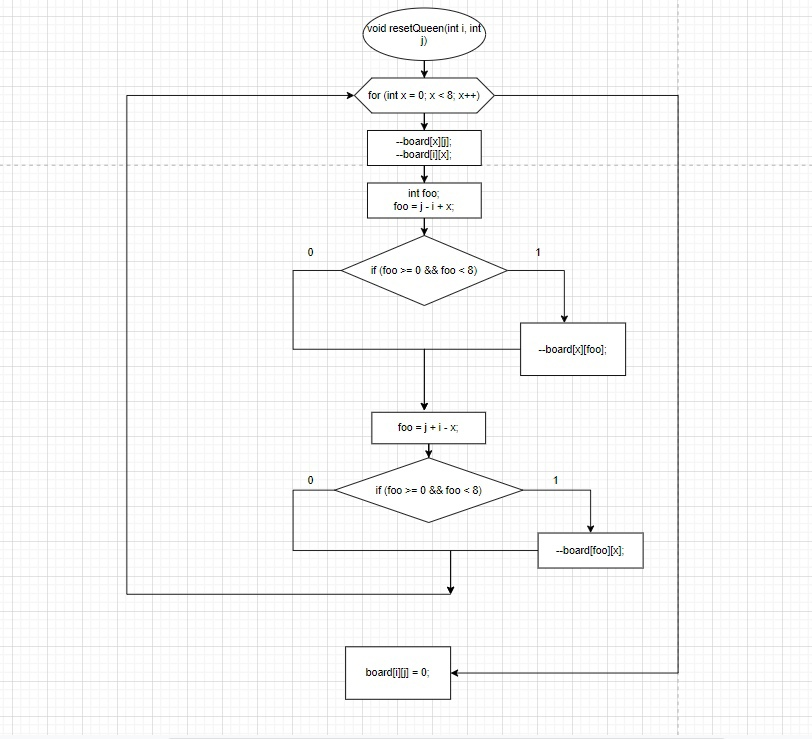 void resetQueen(int i, int
j)
for (int x = 0; x < 8; x++)
--board[x][j];
--board[i][x];
int foo;
foo = j - i + x;
0
1
if (foo >= 0 && foo < 8)
--board[x][foo];
foo = j + i - x;
0
1
if (foo >= 0 && foo < 8)
--board[foo][x];
board[i][j] = 0;